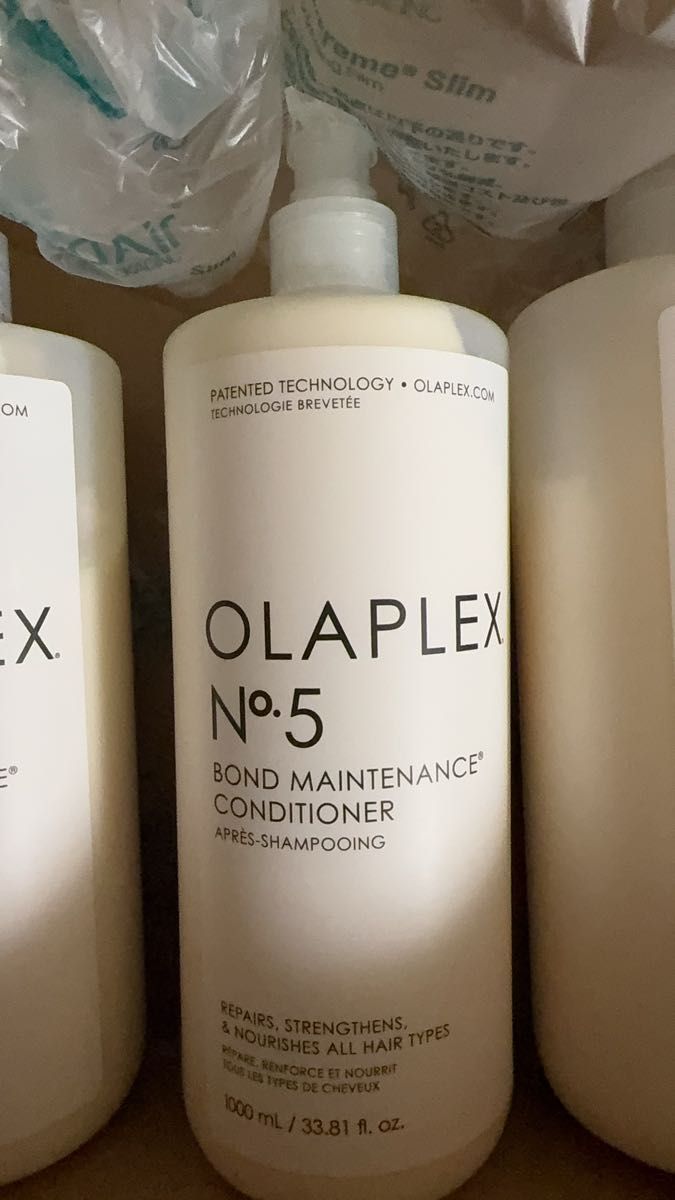 reme® Slim
Slim
PATENTED TECHNOLOGY • OLAPLEX.COM
TECHNOLOGIE BREVETÉE
OM
OLAPLEX.
EX.
Nº.5
BOND MAINTENANCE®
E®
CONDITIONER
APRÈS-SHAMPOOING
REPAIRS, STRENGTHENS,
& NOURISHES ALL HAIR TYPES
RÉPARE, RENFORCE ET NOURRIT
TOUS LES TYPES DE CHEVEUX
1000 mL / 33.81 fl. oz.